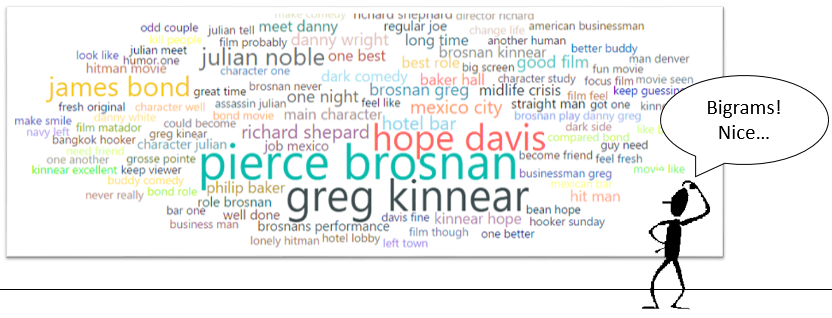 make comedy richard shephard director richard
odd couple julian tell meet danny regular joe change life american businessman
kill people film probably danny wright long time another human
julian meet brosnan kinnear better buddy
look like humor one julian noble one best best role good film man denver
hitman movie character one dark comedy big screen fun movie
james bond great time brosnan never brosnan greg baker hall character study focus film movie seen
one night midlife crisis film feel keep guessing
fresh original character well assassin julian feel like mexico city straight man got one
make smile danny white bond movie main character brosnan play danny greg
navy left film matador could become hotel bar dark side like
bangkok hooker greg kinear richard shepard hope davis compared bond
need friend character julian job mexico guy need
one another grosse pointe pierce brosnan become friend feel fresh
kinnear excellent keep viewer businessman greg movie like
buddy comedy philip baker mexican bar
never really bond role greg kinnear hit man
role brosnan
bar one well done davis fine kinnear hope bean hope
business man brosnans performance hooker sunday
film though one better
lonely hitman hotel lobby left town
Bigrams!
Nice...